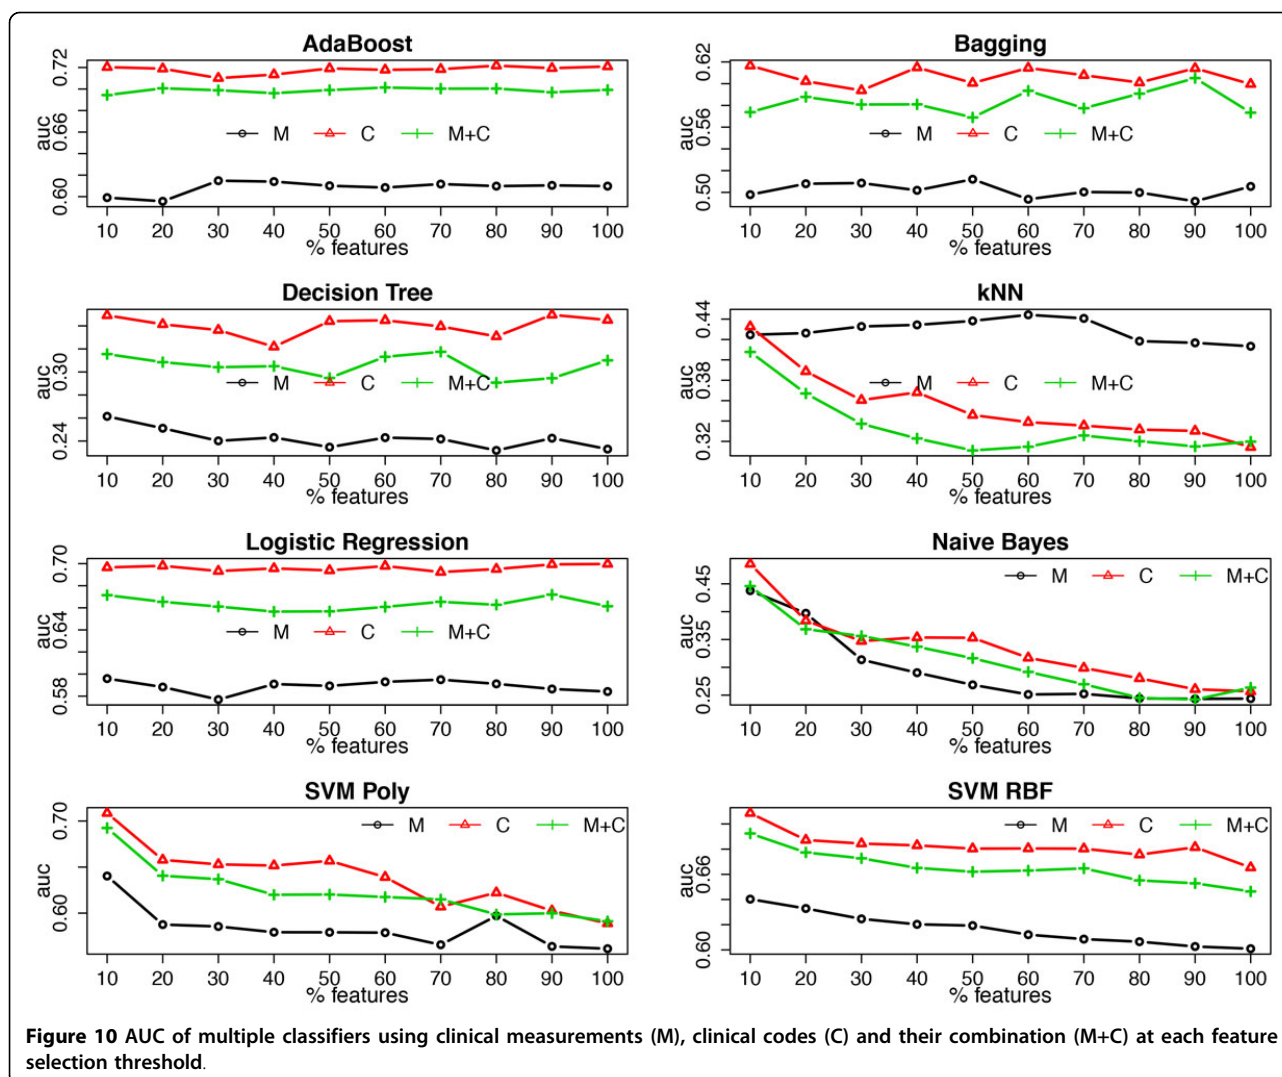 AdaBoost
auc
0.60 0.66 0.72
M C M+C
10 20 30 40 50 60 70 80 90 100
% features
Bagging
auc
0.50 0.56 0.62
M C M+C
10 20 30 40 50 60 70 80 90 100
% features
Decision Tree
auc
0.24 0.30
M C M+C
10 20 30 40 50 60 70 80 90 100
% features
kNN
auc
0.32 0.38 0.44
M C M+C
10 20 30 40 50 60 70 80 90 100
% features
Logistic Regression
auc
0.58 0.64 0.70
M C M+C
10 20 30 40 50 60 70 80 90 100
% features
Naive Bayes
auc
0.25 0.35 0.45
M C M+C
10 20 30 40 50 60 70 80 90 100
% features
SVM Poly
auc
0.60 0.70
M C M+C
10 20 30 40 50 60 70 80 90 100
% features
SVM RBF
auc
0.60 0.66
M C M+C
10 20 30 40 50 60 70 80 90 100
% features
Figure 10 AUC of multiple classifiers using clinical measurements (M), clinical codes (C) and their combination (M+C) at each feature
selection threshold.